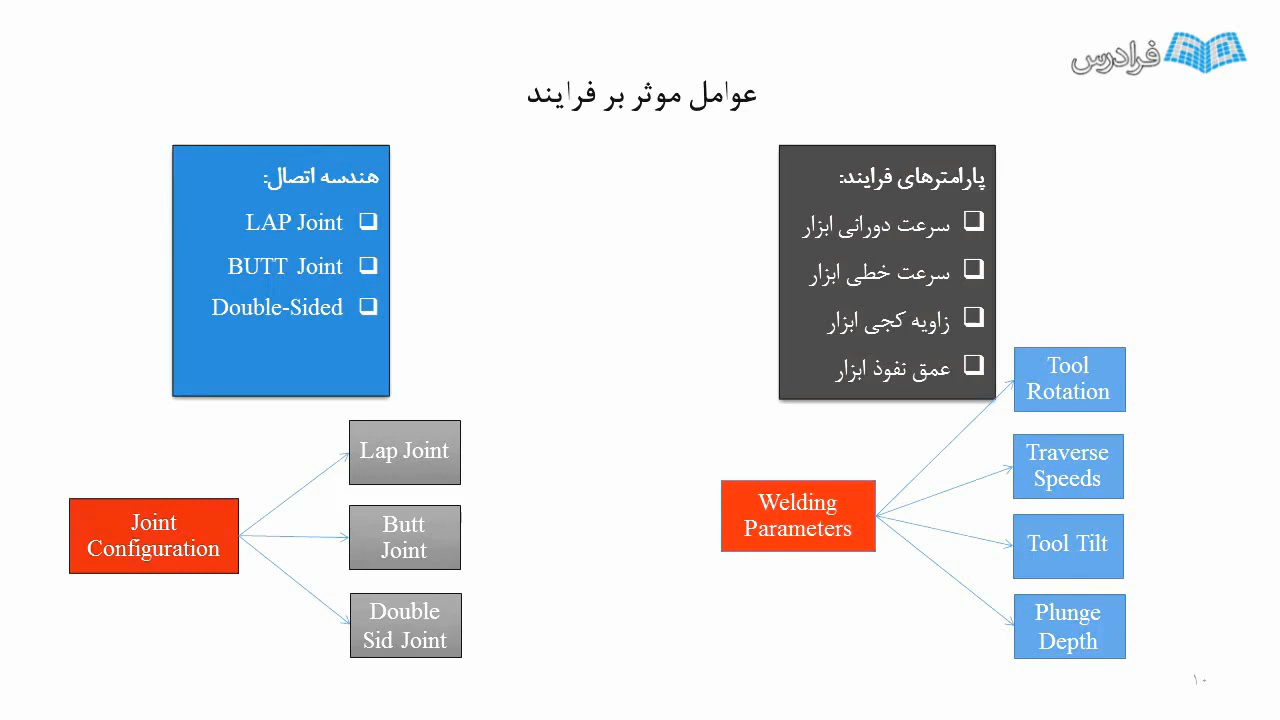 فرادرس
عوامل موثر بر فرایند
پارامترهای فرایند:
سرعت دورانی ابزار
سرعت خطی ابزار
زاویه کجی ابزار
عمق نفوذ ابزار
هندسه اتصال:
LAP Joint
BUTT Joint
Double-Sided
Welding
Parameters
Tool
Rotation
Traverse
Speeds
Tool Tilt
Plunge
Depth
Joint
Configuration
Lap Joint
Butt
Joint
Double
Sid Joint
۱۰